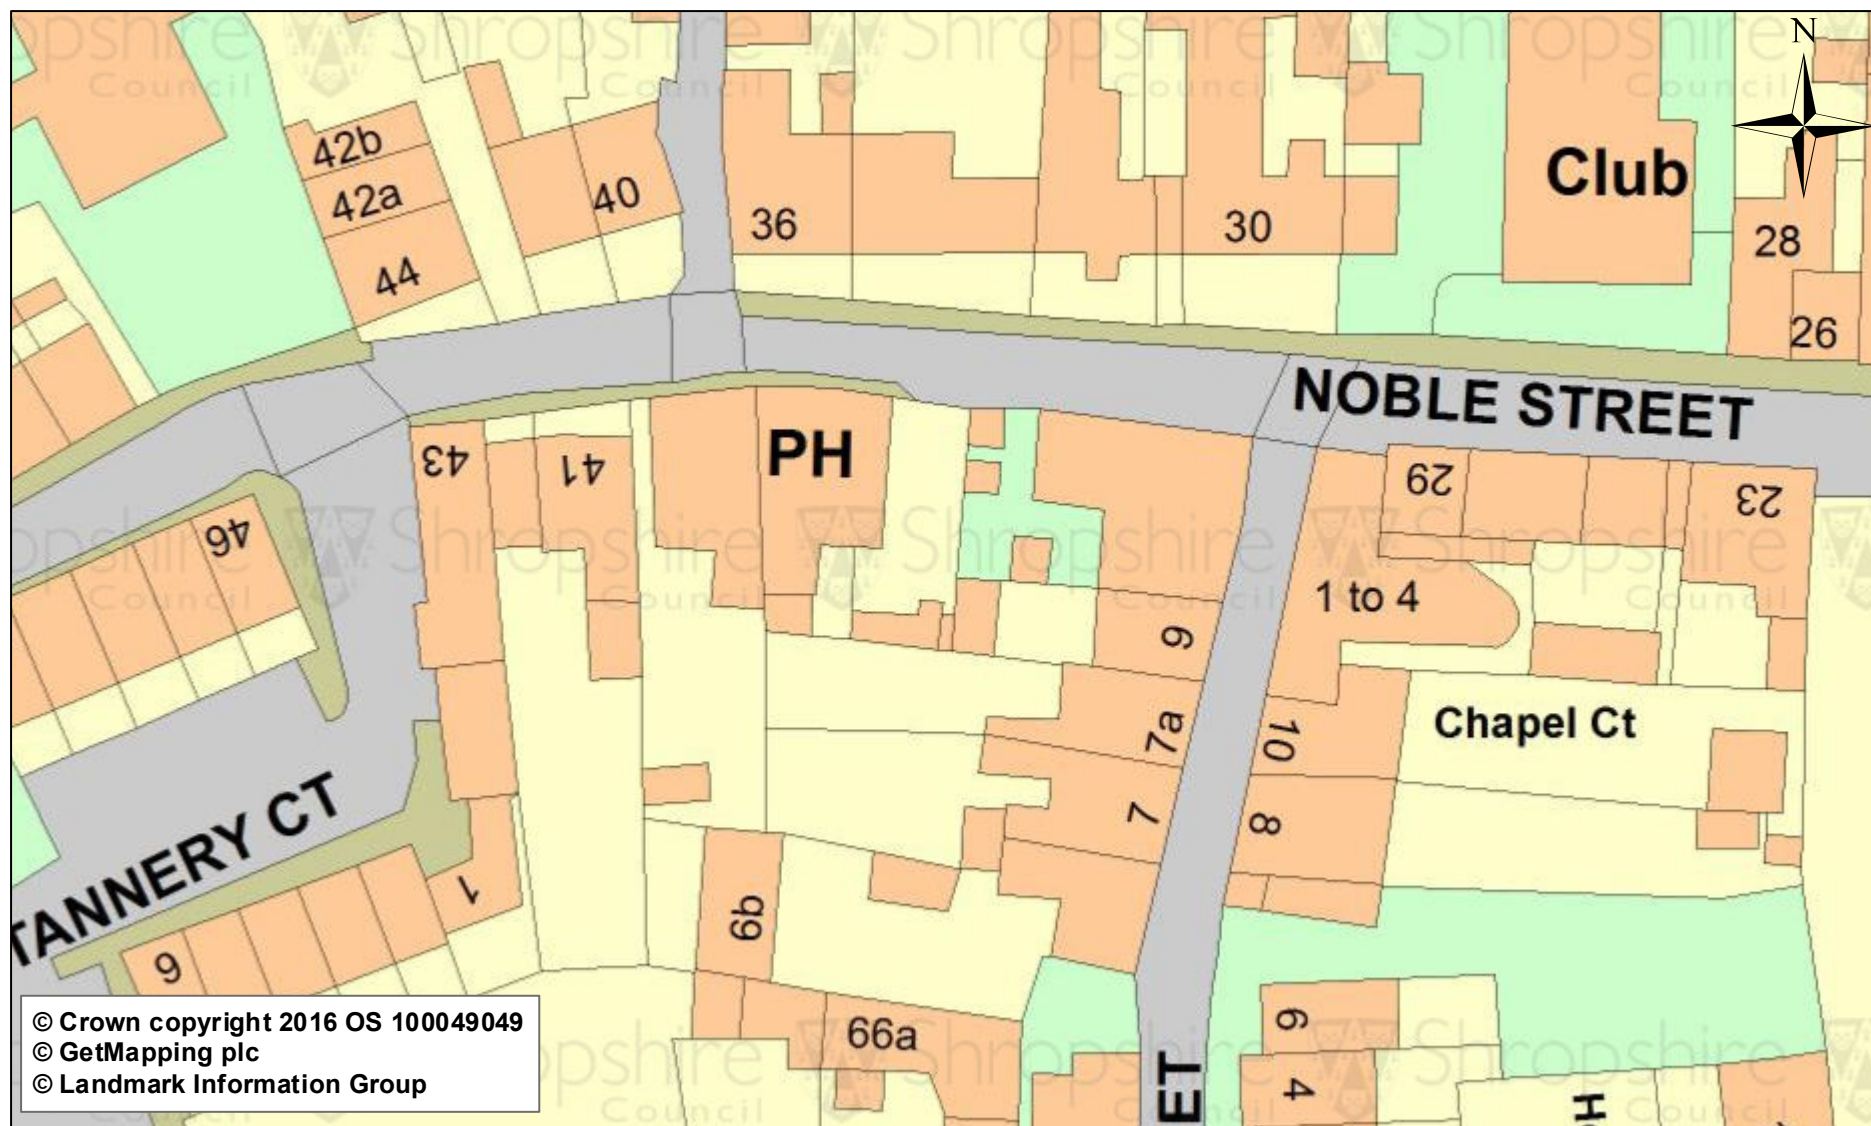 N
42b
42a
44
40
36
30
Club
28
26
NOBLE STREET
43
41
PH
29
23
46
1 to 4
9
7a
10
Chapel Ct
7
8
TANNERY CT
1
6b
9
66a
6
4
ET
© Crown copyright 2016 OS 100049049
© GetMapping plc
© Landmark Information Group
Shropshire
Council